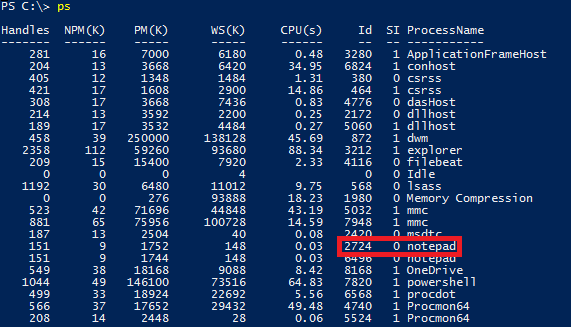 PS C:\> ps
Handles NPM(K) PM(K) WS(K) CPU(s) Id SI ProcessName
------- ------ ----- ----- ------ -- -- -----------
281 16 7000 6180 0.48 3280 1 ApplicationFrameHost
204 13 3668 6420 34.95 6824 1 conhost
405 12 1348 1484 1.31 380 0 csrss
421 17 1608 2900 14.86 464 1 csrss
308 17 3668 7436 0.83 4776 0 dasHost
214 13 3592 2200 0.25 2172 0 dllhost
189 17 3532 4484 0.27 5060 1 dllhost
458 39 250000 138128 45.69 872 1 dwm
2358 112 59260 93680 88.34 3212 1 explorer
209 15 15400 7920 2.33 4116 0 filebeat
0 0 0 4 0 0 Idle
1192 30 6480 11012 9.75 568 0 lsass
0 0 276 93888 18.23 1980 0 Memory Compression
523 42 71696 44848 43.19 5032 1 mmc
881 65 75956 100728 14.59 7948 1 mmc
187 13 2504 40 0.08 2420 0 msdtc
151 9 1752 148 0.03 2724 0 notepad
151 9 1744 148 0.03 6496 0 notepad
549 38 18168 9088 8.42 8168 1 OneDrive
1044 49 146100 73516 64.83 7820 1 powershell
499 33 18924 22692 5.56 6568 1 procdot
566 37 17652 29432 49.48 4740 1 Procmon64
208 14 2448 28 0.06 5524 1 Procmon64